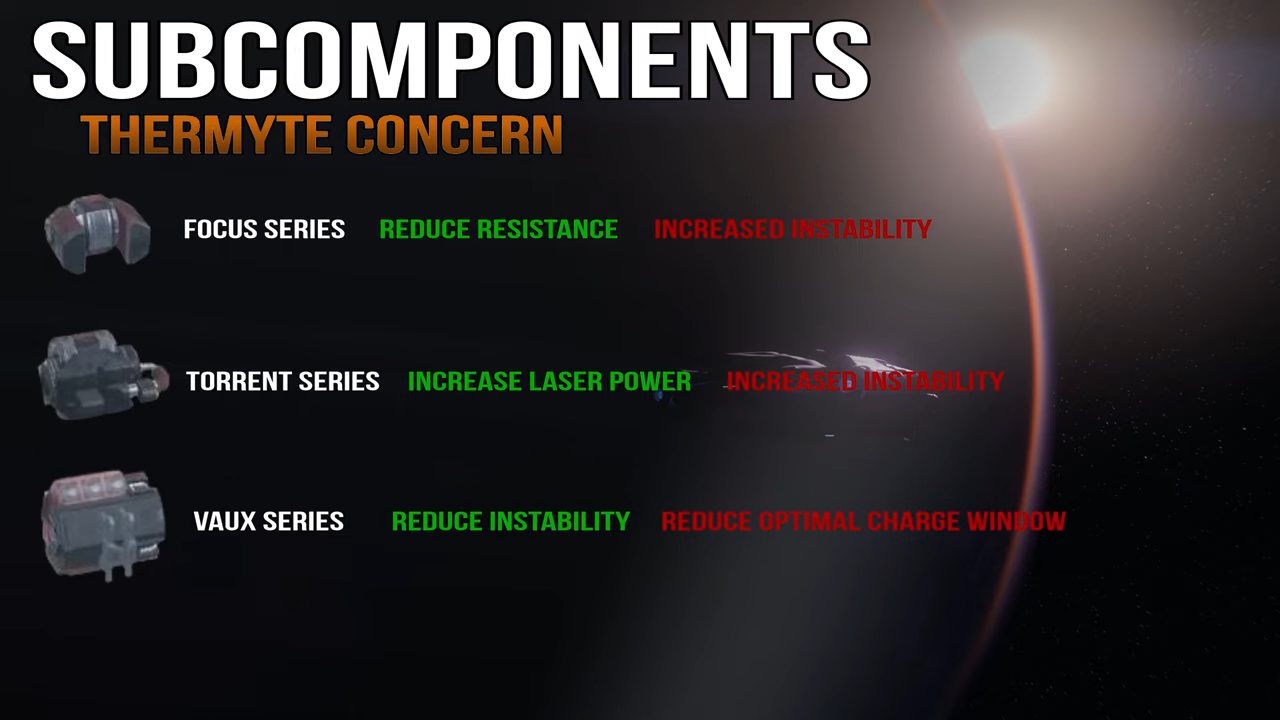 SUBCOMPONENTS
THERMYTE CONCERN
FOCUS SERIES REDUCE RESISTANCE INCREASED INSTABILITY
TORRENT SERIES INCREASE LASER POWER INCREASED INSTABILITY
VAUX SERIES REDUCE INSTABILITY REDUCE OPTIMAL CHARGE WINDOW